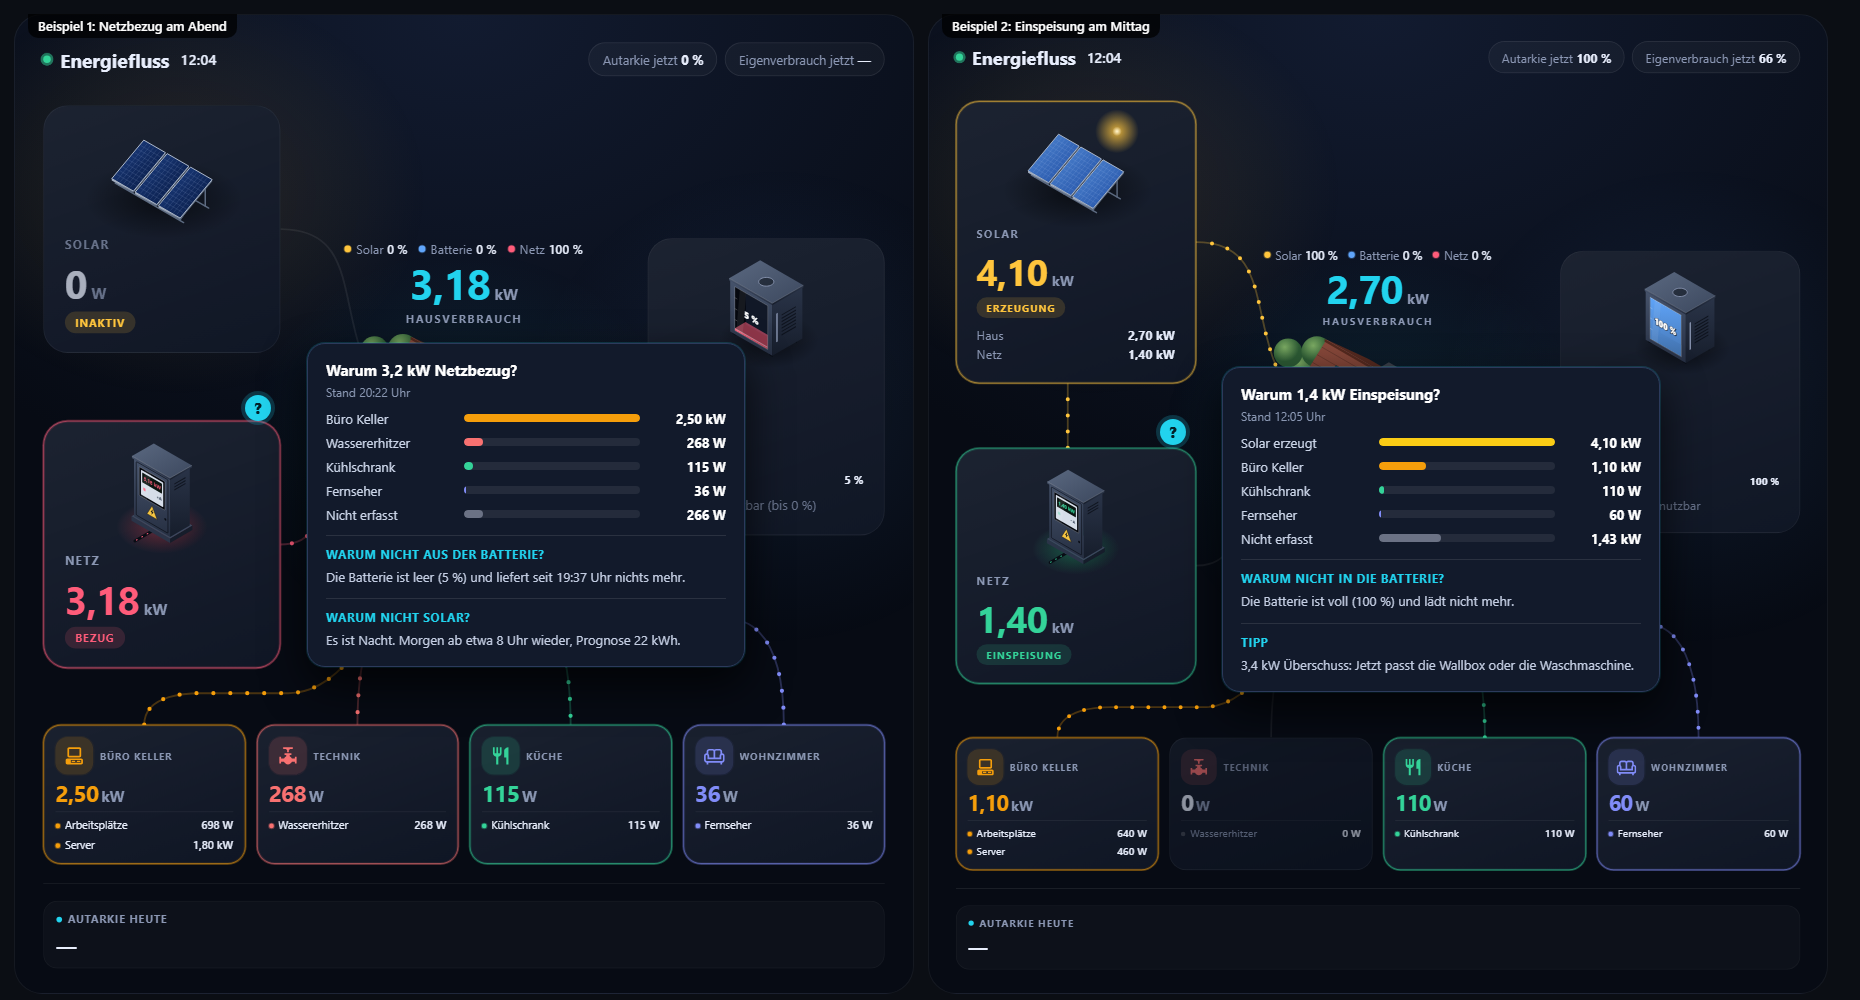 Beispiel 1: Netzbezug am Abend
Energiefluss 12:04
Autarkie jetzt 0 %
Eigenverbrauch jetzt —
SOLAR
0 W
INAKTIV
Solar 0 % Batterie 0 % Netz 100 %
3,18 kW
HAUSVERBRAUCH
5 %
5 %
bar (bis 0 %)
?
NETZ
3,18 kW
BEZUG
Warum 3,2 kW Netzbezug?
Stand 20:22 Uhr
Büro Keller 2,50 kW
Wassererhitzer 268 W
Kühlschrank 115 W
Fernseher 36 W
Nicht erfasst 266 W
WARUM NICHT AUS DER BATTERIE?
Die Batterie ist leer (5 %) und liefert seit 19:37 Uhr nichts mehr.
WARUM NICHT SOLAR?
Es ist Nacht. Morgen ab etwa 8 Uhr wieder, Prognose 22 kWh.
BÜRO KELLER
2,50 kW
Arbeitsplätze 698 W
Server 1,80 kW
TECHNIK
268 W
Wassererhitzer 268 W
KÜCHE
115 W
Kühlschrank 115 W
WOHNZIMMER
36 W
Fernseher 36 W
AUTARKIE HEUTE
—
Beispiel 2: Einspeisung am Mittag
Energiefluss 12:04
Autarkie jetzt 100 %
Eigenverbrauch jetzt 66 %
SOLAR
4,10 kW
ERZEUGUNG
Haus 2,70 kW
Netz 1,40 kW
Solar 100 % Batterie 0 % Netz 0 %
2,70 kW
HAUSVERBRAUCH
100 %
100 %
nutzbar
?
NETZ
1,40 kW
EINSPEISUNG
Warum 1,4 kW Einspeisung?
Stand 12:05 Uhr
Solar erzeugt 4,10 kW
Büro Keller 1,10 kW
Kühlschrank 110 W
Fernseher 60 W
Nicht erfasst 1,43 kW
WARUM NICHT IN DIE BATTERIE?
Die Batterie ist voll (100 %) und lädt nicht mehr.
TIPP
3,4 kW Überschuss: Jetzt passt die Wallbox oder die Waschmaschine.
BÜRO KELLER
1,10 kW
Arbeitsplätze 640 W
Server 460 W
TECHNIK
0 W
Wassererhitzer 0 W
KÜCHE
110 W
Kühlschrank 110 W
WOHNZIMMER
60 W
Fernseher 60 W
AUTARKIE HEUTE
—